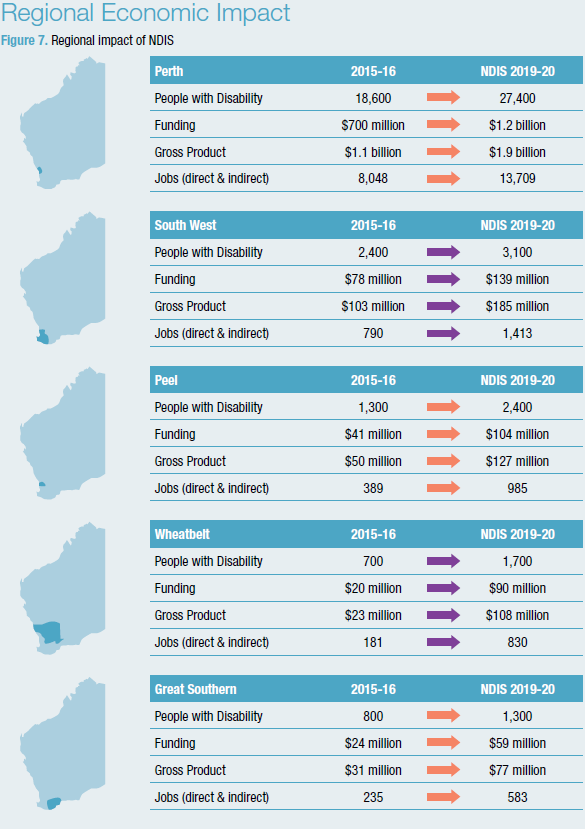 Regional Economic Impact
Figure 7. Regional impact of NDIS
Perth 2015-16 NDIS 2019-20
People with Disability 18,600 27,400
Funding $700 million $1.2 billion
Gross Product $1.1 billion $1.9 billion
Jobs (direct & indirect) 8,048 13,709
South West 2015-16 NDIS 2019-20
People with Disability 2,400 3,100
Funding $78 million $139 million
Gross Product $103 million $185 million
Jobs (direct & indirect) 790 1,413
Peel 2015-16 NDIS 2019-20
People with Disability 1,300 2,400
Funding $41 million $104 million
Gross Product $50 million $127 million
Jobs (direct & indirect) 389 985
Wheatbelt 2015-16 NDIS 2019-20
People with Disability 700 1,700
Funding $20 million $90 million
Gross Product $23 million $108 million
Jobs (direct & indirect) 181 830
Great Southern 2015-16 NDIS 2019-20
People with Disability 800 1,300
Funding $24 million $59 million
Gross Product $31 million $77 million
Jobs (direct & indirect) 235 583